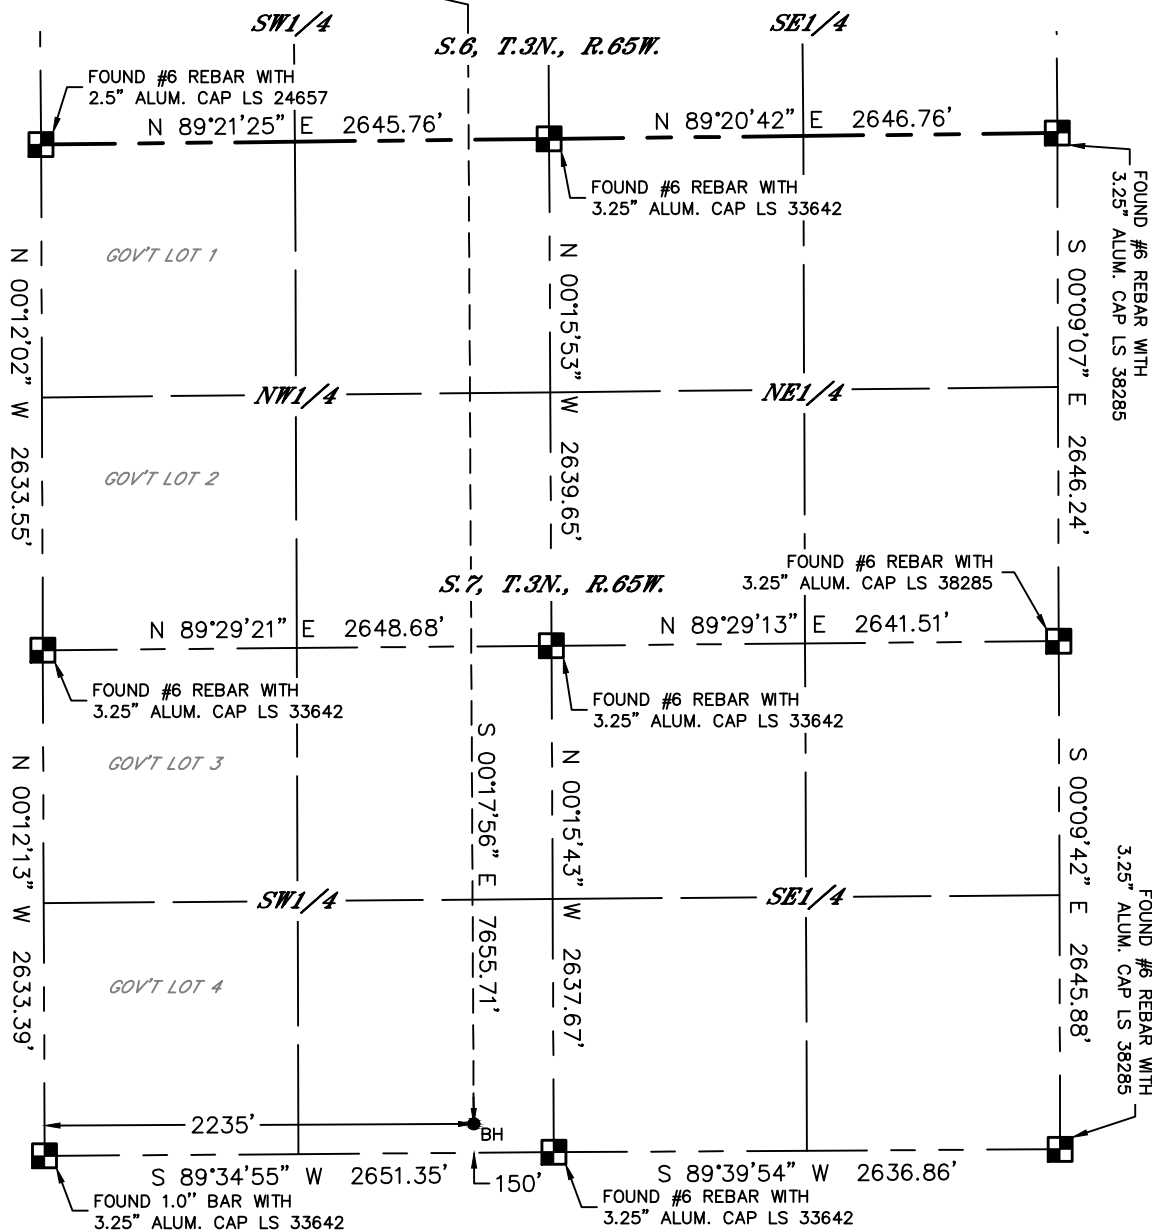 SW1/4
SE1/4
S.6, T.3N., R.65W.
FOUND #6 REBAR WITH
2.5" ALUM. CAP LS 24657
N 89°21'25" E 2645.76'
N 89°20'42" E 2646.76'
FOUND #6 REBAR WITH
3.25" ALUM. CAP LS 33642
FOUND #6 REBAR WITH
3.25" ALUM. CAP LS 38285
GOV'T LOT 1
N 00°12'02" W 2633.55'
N 00°15'53" W 2639.65'
S 00°09'07" E 2646.24'
NW1/4
NE1/4
GOV'T LOT 2
S.7, T.3N., R.65W.
FOUND #6 REBAR WITH
3.25" ALUM. CAP LS 38285
N 89°29'21" E 2648.68'
N 89°29'13" E 2641.51'
FOUND #6 REBAR WITH
3.25" ALUM. CAP LS 33642
FOUND #6 REBAR WITH
3.25" ALUM. CAP LS 33642
GOV'T LOT 3
N 00°12'13" W 2633.39'
S 00°17'56" E 7655.71'
N 00°15'43" W 2637.67'
S 00°09'42" E 2645.88'
FOUND #6 REBAR WITH
3.25" ALUM. CAP LS 38285
SW1/4
SE1/4
GOV'T LOT 4
2235'
BH
S 89°34'55" W 2651.35'
150'
S 89°39'54" W 2636.86'
FOUND 1.0" BAR WITH
3.25" ALUM. CAP LS 33642
FOUND #6 REBAR WITH
3.25" ALUM. CAP LS 33642